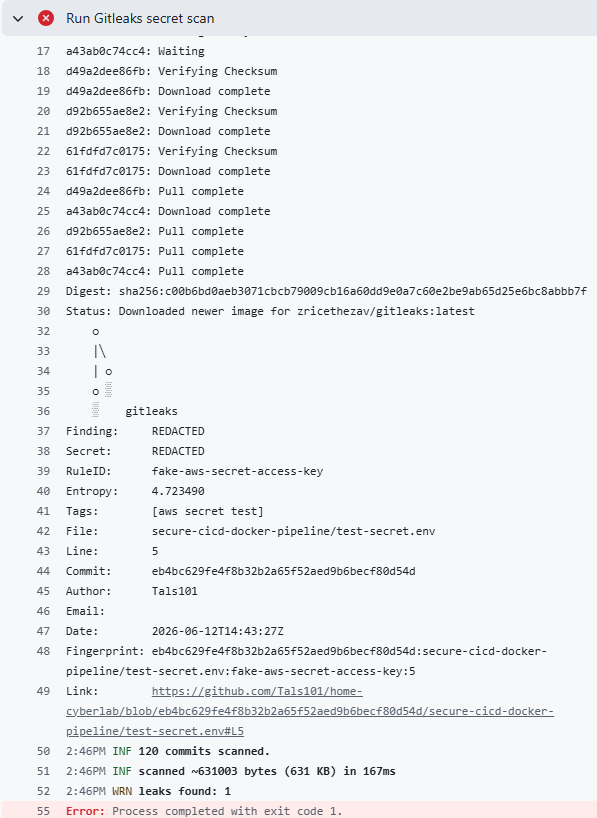 Run Gitleaks secret scan
17 a43ab0c74cc4: Waiting
18 d49a2dee86fb: Verifying Checksum
19 d49a2dee86fb: Download complete
20 d92b655ae8e2: Verifying Checksum
21 d92b655ae8e2: Download complete
22 61fdfd7c0175: Verifying Checksum
23 61fdfd7c0175: Download complete
24 d49a2dee86fb: Pull complete
25 a43ab0c74cc4: Download complete
26 d92b655ae8e2: Pull complete
27 61fdfd7c0175: Pull complete
28 a43ab0c74cc4: Pull complete
29 Digest: sha256:c00b6bd0aeb3071cbcb79009cb16a60dd9e0a7c60e2be9ab65d25e6bc8abbb7f
30 Status: Downloaded newer image for zricethezav/gitleaks:latest
32 o
33 |\
34 | o
35 o ░
36 ░ gitleaks
37 Finding: REDACTED
38 Secret: REDACTED
39 RuleID: fake-aws-secret-access-key
40 Entropy: 4.723490
41 Tags: [aws secret test]
42 File: secure-cicd-docker-pipeline/test-secret.env
43 Line: 5
44 Commit: eb4bc629fe4f8b32b2a65f52aed9b6becf80d54d
45 Author: Tals101
46 Email:
47 Date: 2026-06-12T14:43:27Z
48 Fingerprint: eb4bc629fe4f8b32b2a65f52aed9b6becf80d54d:secure-cicd-docker-
pipeline/test-secret.env:fake-aws-secret-access-key:5
49 Link: https://github.com/Tals101/home-
cyberlab/blob/eb4bc629fe4f8b32b2a65f52aed9b6becf80d54d/secure-cicd-docker-
pipeline/test-secret.env#L5
50 2:46PM INF 120 commits scanned.
51 2:46PM INF scanned ~631003 bytes (631 KB) in 167ms
52 2:46PM WRN leaks found: 1
55 Error: Process completed with exit code 1.